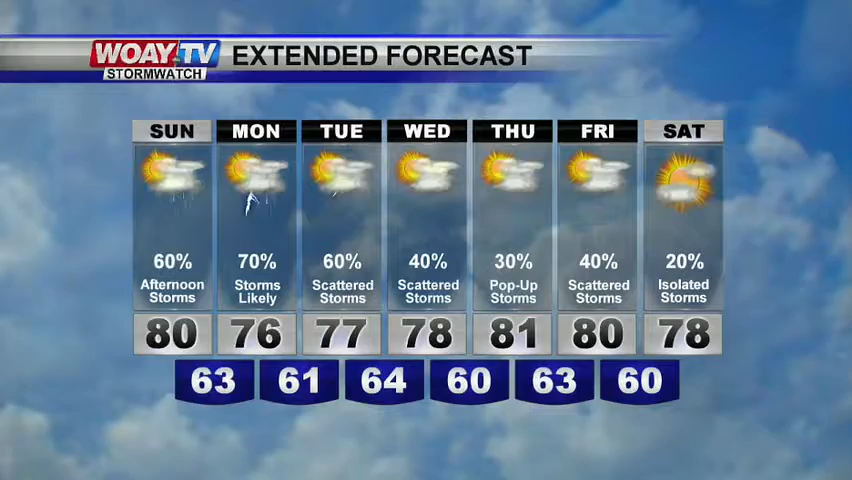 WOAY-TV
STORMWATCH
EXTENDED FORECAST
SUN MON TUE WED THU FRI SAT
60% 70% 60% 40% 30% 40% 20%
Afternoon Storms Scattered Scattered Pop-Up Scattered Isolated
Storms Likely Storms Storms Storms Storms Storms
80 76 77 78 81 80 78
63 61 64 60 63 60